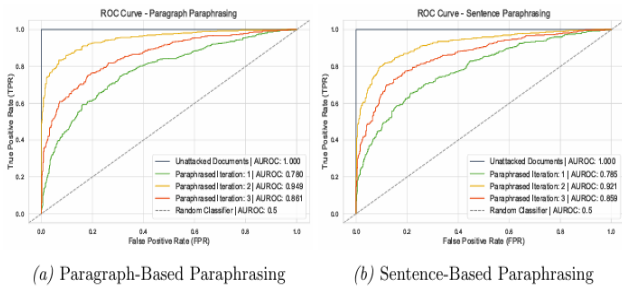 ROC Curve - Paragraph Paraphrasing
True Positive Rate (TPR)
1.0
0.8
0.6
0.4
0.2
0.0
Unattacked Documents | AUROC: 1.000
Paraphrased Iteration: 1 | AUROC: 0.780
Paraphrased Iteration: 2 | AUROC: 0.949
Paraphrased Iteration: 3 | AUROC: 0.861
Random Classifier | AUROC: 0.5
0.0 0.2 0.4 0.6 0.8 1.0
False Positive Rate (FPR)
(a) Paragraph-Based Paraphrasing
ROC Curve - Sentence Paraphrasing
True Positive Rate (TPR)
1.0
0.8
0.6
0.4
0.2
0.0
Unattacked Documents | AUROC: 1.000
Paraphrased Iteration: 1 | AUROC: 0.785
Paraphrased Iteration: 2 | AUROC: 0.921
Paraphrased Iteration: 3 | AUROC: 0.859
Random Classifier | AUROC: 0.5
0.0 0.2 0.4 0.6 0.8 1.0
False Positive Rate (FPR)
(b) Sentence-Based Paraphrasing